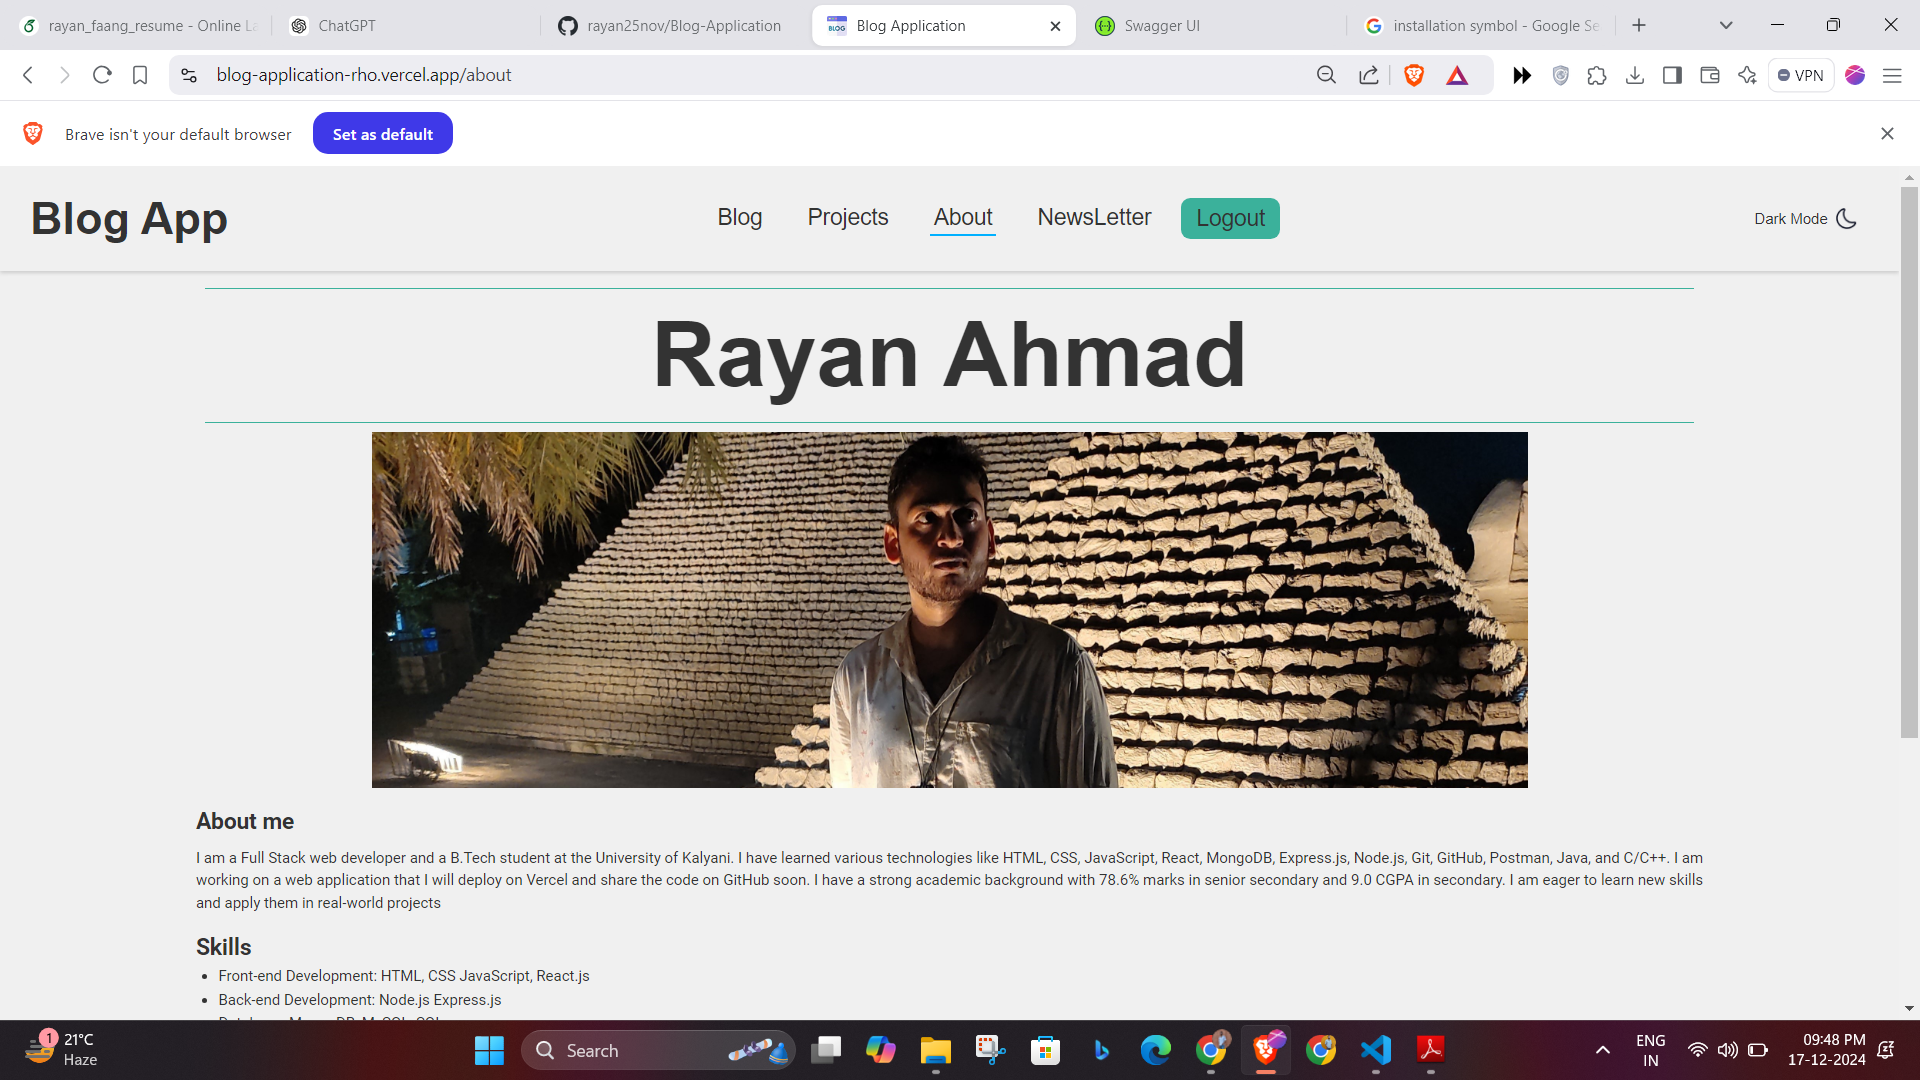 rayan_faang_resume - Online La
ChatGPT
rayan25nov/Blog-Application
Blog Application
Swagger UI
installation symbol - Google Se
blog-application-rho.vercel.app/about
VPN
Brave isn't your default browser
Set as default
Blog App
Blog
Projects
About
NewsLetter
Logout
Dark Mode
Rayan Ahmad
About me
I am a Full Stack web developer and a B.Tech student at the University of Kalyani. I have learned various technologies like HTML, CSS, JavaScript, React, MongoDB, Express.js, Node.js, Git, GitHub, Postman, Java, and C/C++. I am
working on a web application that I will deploy on Vercel and share the code on GitHub soon. I have a strong academic background with 78.6% marks in senior secondary and 9.0 CGPA in secondary. I am eager to learn new skills
and apply them in real-world projects
Skills
Front-end Development: HTML, CSS JavaScript, React.js
Back-end Development: Node.js Express.js
1
21°C
Haze
Search
ENG
IN
09:48 PM
17-12-2024